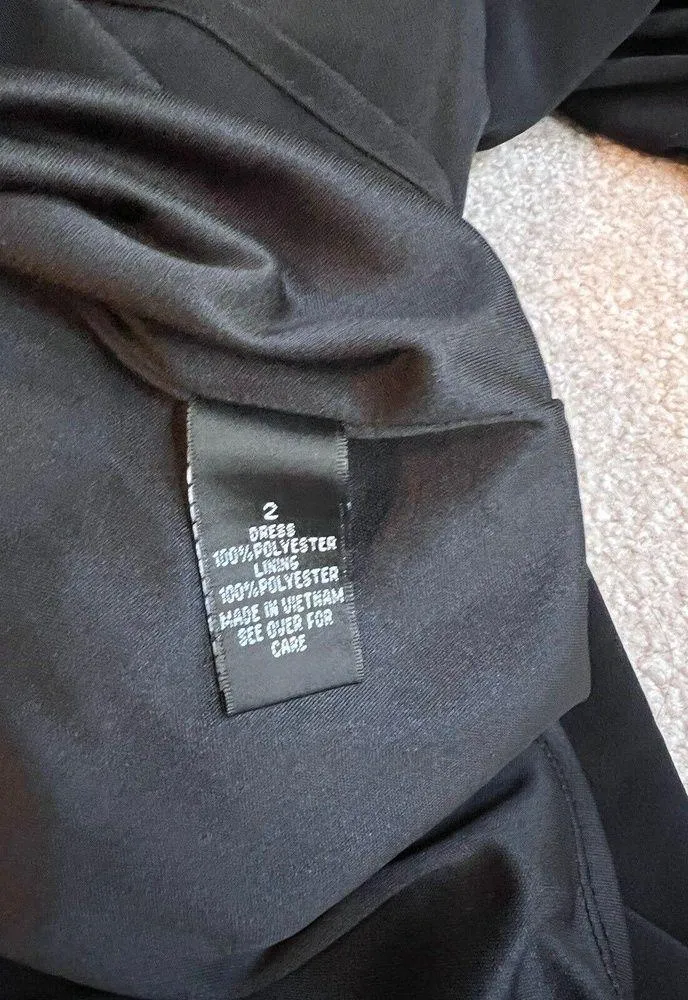 2
DRESS
100%POLYESTER
LINING
100%POLYESTER
MADE IN VIETNAM
SEE OVER FOR
CARE